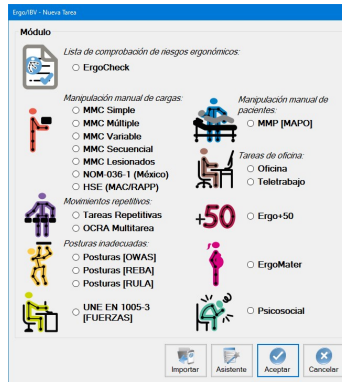 Ergo/IBV - Nueva Tarea
Módulo
Lista de comprobación de riesgos ergonómicos:
ErgoCheck
Manipulación manual de cargas:
MMC Simple
MMC Múltiple
MMC Variable
MMC Secuencial
MMC Lesionados
NOM-036-1 (México)
HSE (MAC/RAPP)
Movimientos repetitivos:
Tareas Repetitivas
OCRA Multitarea
Posturas inadecuadas:
Posturas [OWAS]
Posturas [REBA]
Posturas [RULA]
UNE EN 1005-3
[FUERZAS]
Manipulación manual de
pacientes:
MMP [MAPO]
Tareas de oficina:
Oficina
Teletrabajo
+50
Ergo+50
ErgoMater
Psicosocial
Importar
Asistente
Aceptar
Cancelar